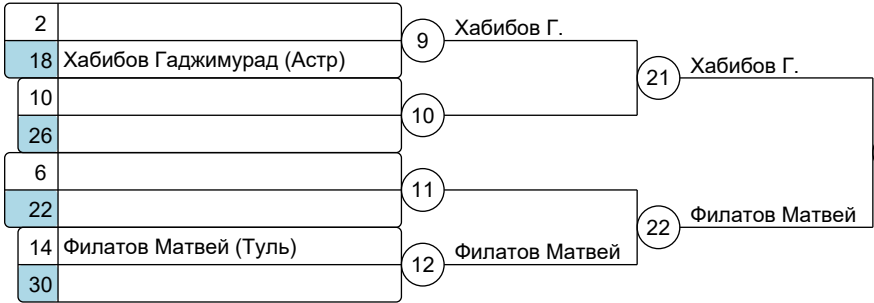 2
18 Хабибов Гаджимурад (Астр)
9 Хабибов Г.
10
26
10
21 Хабибов Г.
6
22
11
14 Филатов Матвей (Туль)
30
12 Филатов Матвей
22 Филатов Матвей